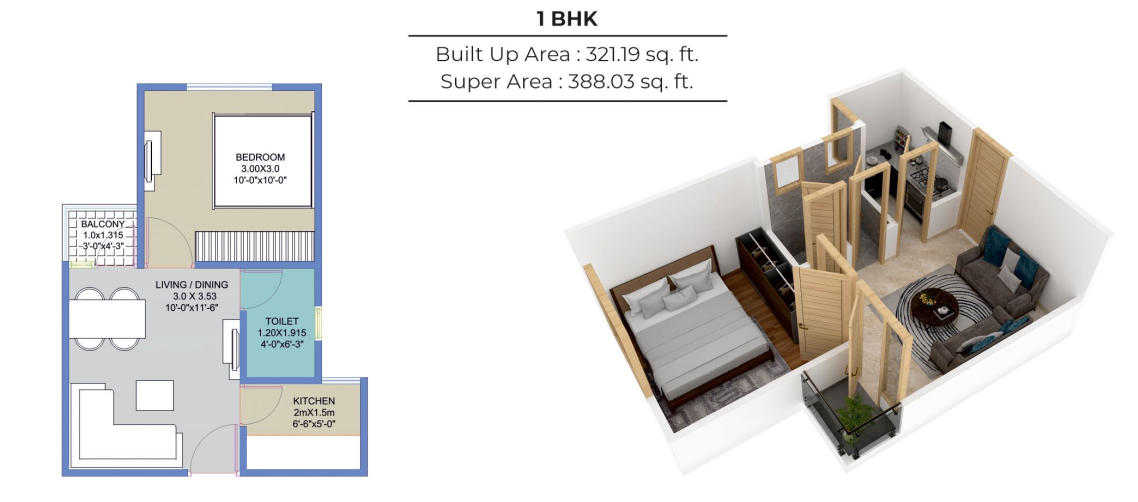 1 BHK
Built Up Area : 321.19 sq. ft.
Super Area : 388.03 sq. ft.
BEDROOM
3.00X3.0
10'-0"x10'-0"
BALCONY
1.0x1.315
3'-0"x4'-3"
LIVING / DINING
3.0 X 3.53
10'-0"x11'-6"
TOILET
1.20X1.915
4'-0"x6'-3"
KITCHEN
2mX1.5m
6'-6"x5'-0"